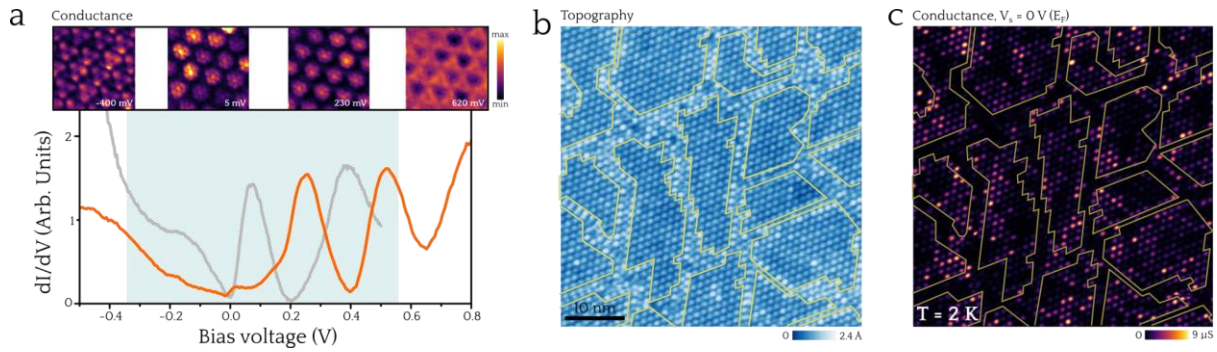 a
Conductance
max
min
-400 mV
5 mV
230 mV
620 mV
dI/dV (Arb. Units)
2
1
0
-0.4
-0.2
0.0
0.2
0.4
0.6
0.8
Bias voltage (V)
b
Topography
10 nm
0
2.4 Å
c
Conductance, Vₛ = 0 V (E_F)
T = 2 K
0
9 µS